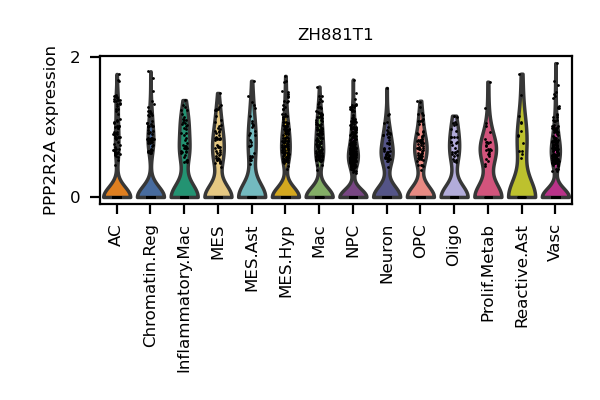 ZH881T1
PPP2R2A expression
2
0
AC
Chromatin.Reg
Inflammatory.Mac
MES
MES.Ast
MES.Hyp
Mac
NPC
Neuron
OPC
Oligo
Prolif.Metab
Reactive.Ast
Vasc